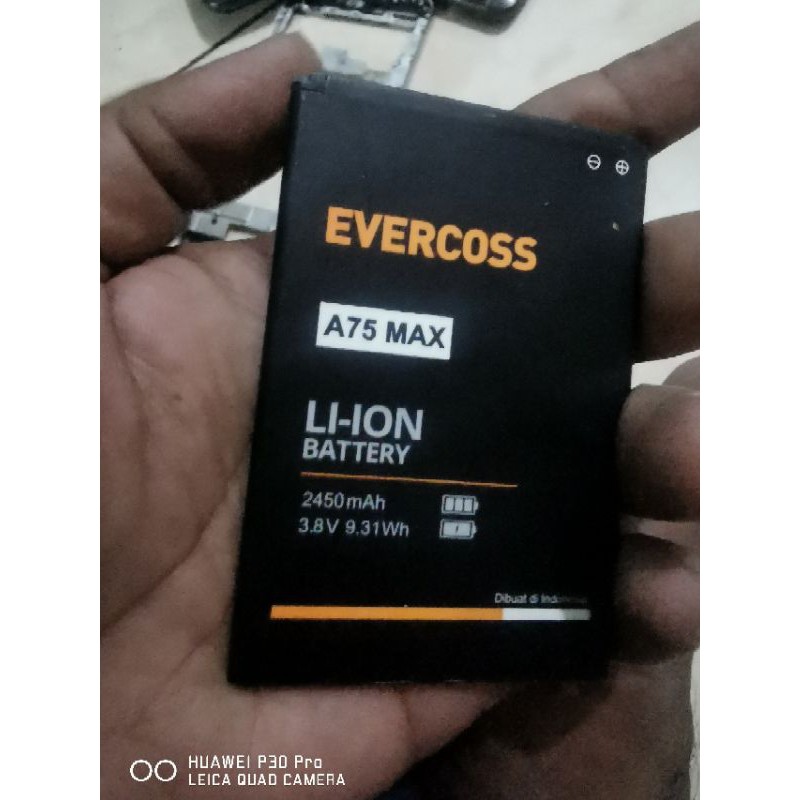 EVERCOSS
A75 MAX
LI-ION
BATTERY
2450mAh
3.8V 9.31Wh
Dibuat di Indonesia
HUAWEI P30 Pro
LEICA QUAD CAMERA